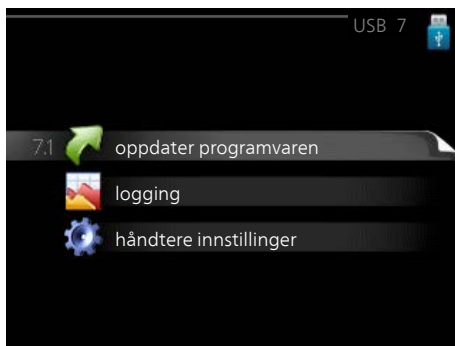 USB 7
7.1 oppdater programvaren
logging
håndtere innstillinger